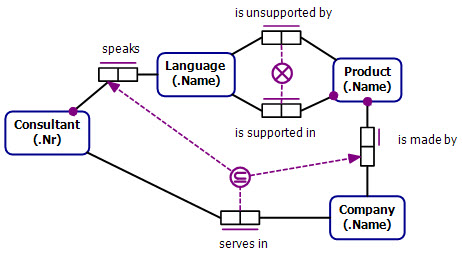 is unsupported by
speaks
Language
(.Name)
Product
(.Name)
Consultant
(.Nr)
is supported in
is made by
Company
(.Name)
serves in